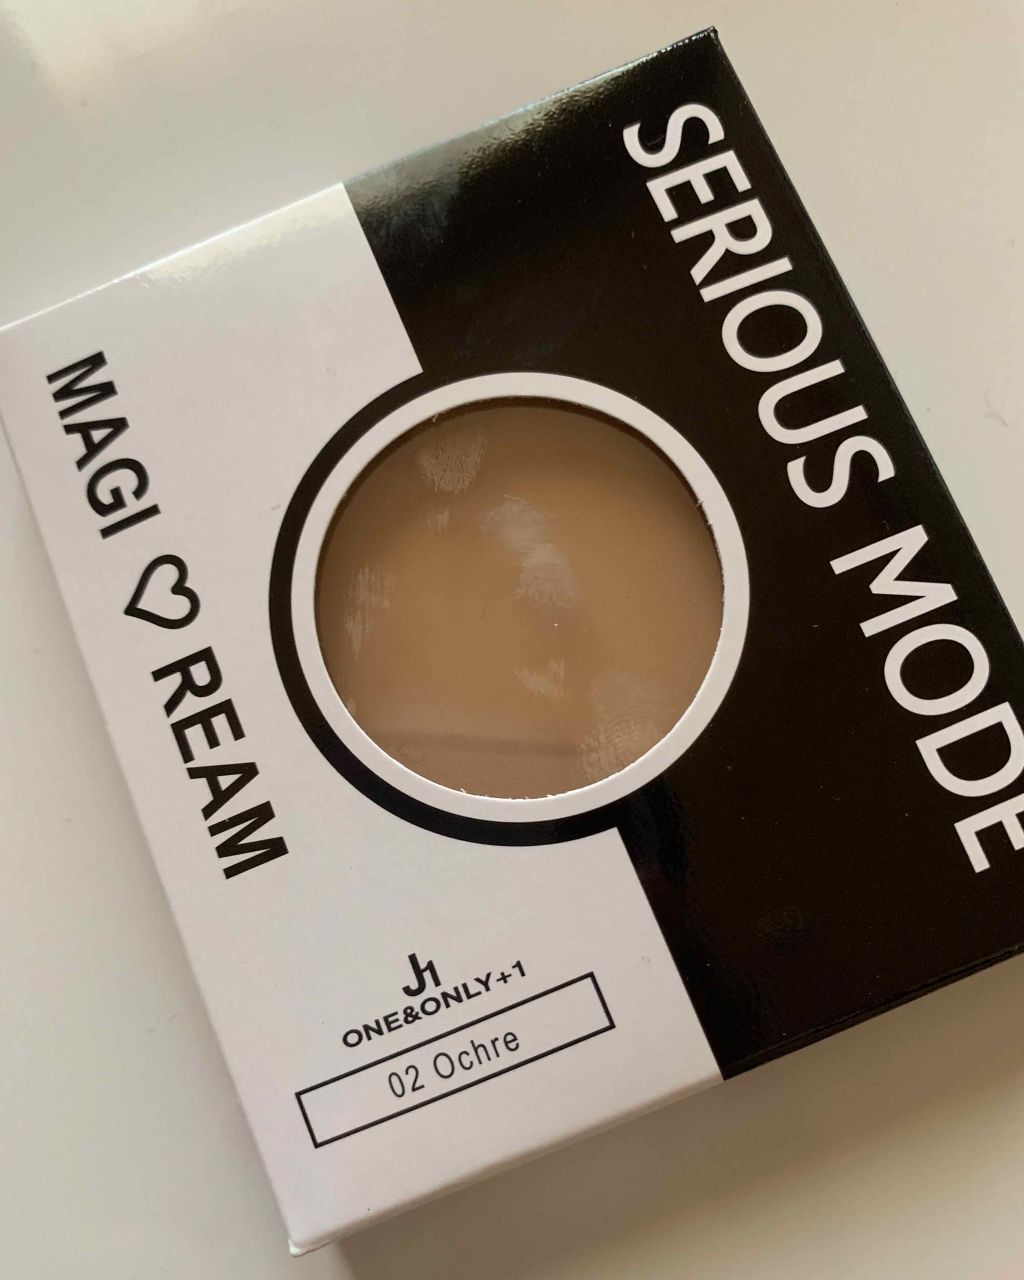 SERIOUS MODE
MAGI ♡ REAM
J1
ONE&ONLY+1
02 Ochre